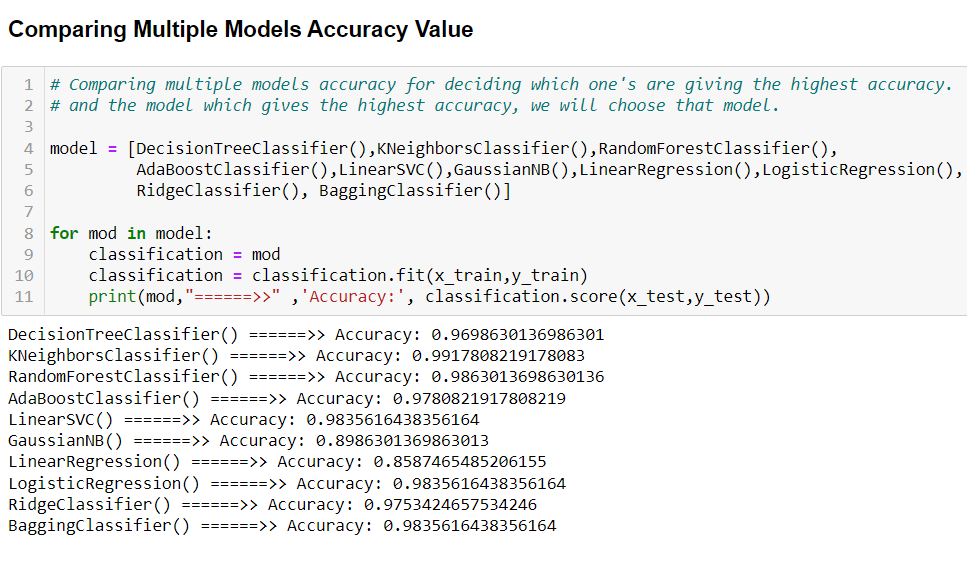 Comparing Multiple Models Accuracy Value
1 # Comparing multiple models accuracy for deciding which one's are giving the highest accuracy.
2 # and the model which gives the highest accuracy, we will choose that model.
3
4 model = [DecisionTreeClassifier(),KNeighborsClassifier(),RandomForestClassifier(),
5          AdaBoostClassifier(),LinearSVC(),GaussianNB(),LinearRegression(),LogisticRegression(),
6          RidgeClassifier(), BaggingClassifier()]
7
8 for mod in model:
9     classification = mod
10     classification = classification.fit(x_train,y_train)
11     print(mod,"======>>" ,'Accuracy:', classification.score(x_test,y_test))
DecisionTreeClassifier() ======>> Accuracy: 0.9698630136986301
KNeighborsClassifier() ======>> Accuracy: 0.9917808219178083
RandomForestClassifier() ======>> Accuracy: 0.9863013698630136
AdaBoostClassifier() ======>> Accuracy: 0.9780821917808219
LinearSVC() ======>> Accuracy: 0.9835616438356164
GaussianNB() ======>> Accuracy: 0.8986301369863013
LinearRegression() ======>> Accuracy: 0.8587465485206155
LogisticRegression() ======>> Accuracy: 0.9835616438356164
RidgeClassifier() ======>> Accuracy: 0.9753424657534246
BaggingClassifier() ======>> Accuracy: 0.9835616438356164